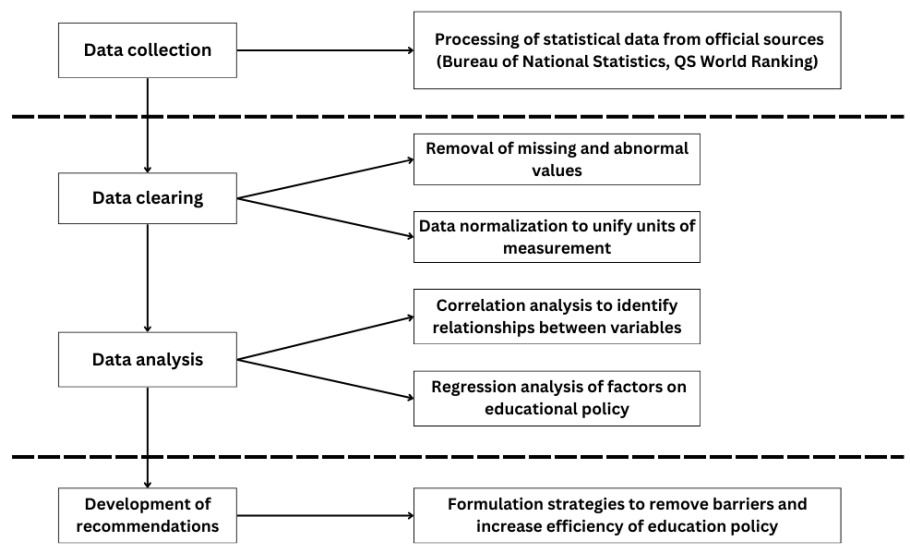 Data collection
Processing of statistical data from official sources
(Bureau of National Statistics, QS World Ranking)
Data clearing
Removal of missing and abnormal
values
Data normalization to unify units of
measurement
Data analysis
Correlation analysis to identify
relationships between variables
Regression analysis of factors on
educational policy
Development of
recommendations
Formulation strategies to remove barriers and
increase efficiency of education policy